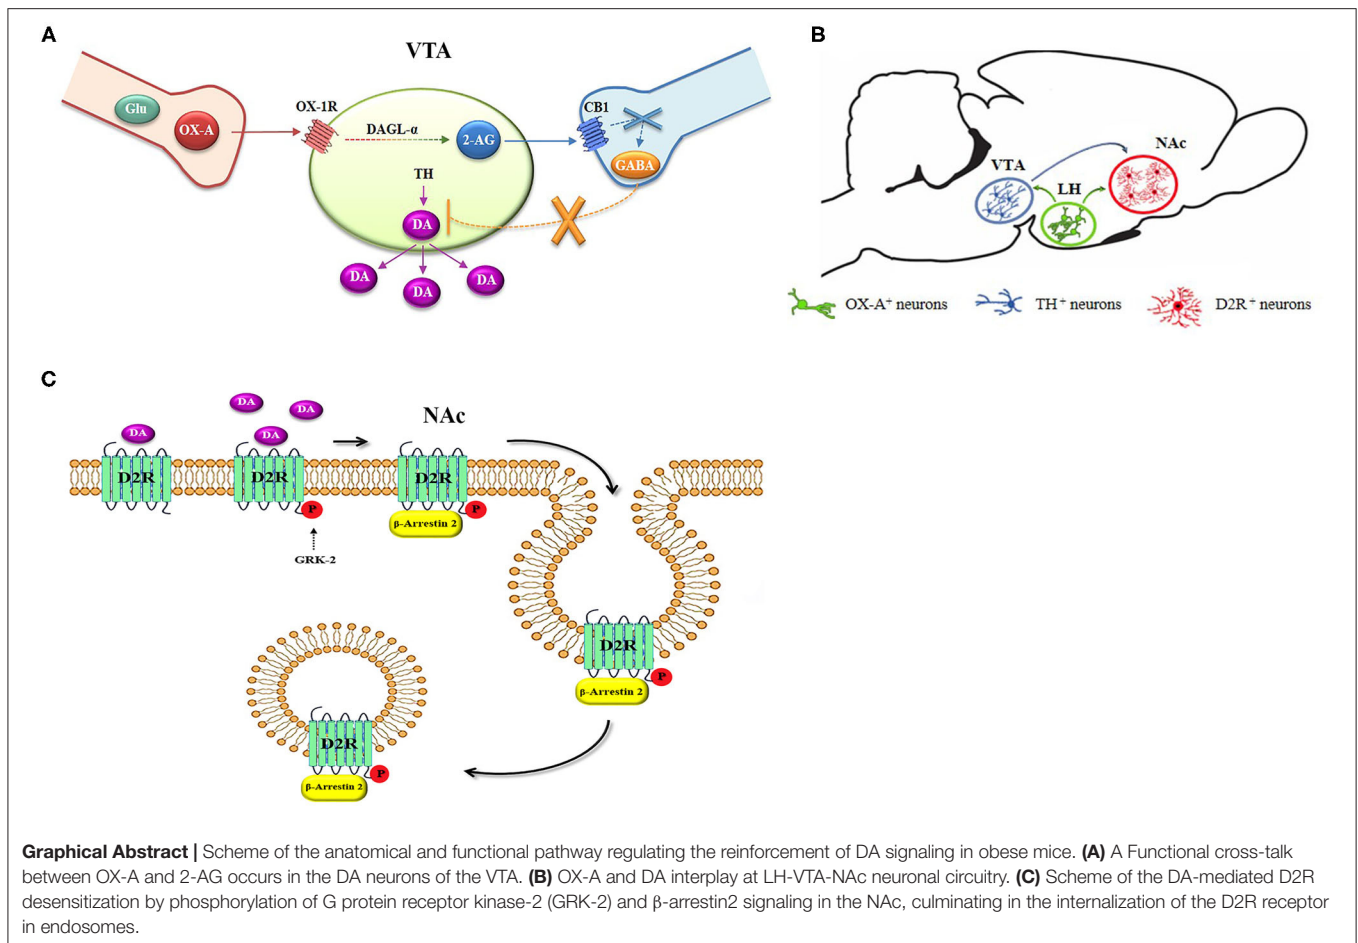 A
VTA
Glu
OX-A
OX-1R
DAGL-α
2-AG
CB1
GABA
TH
DA
DA
DA
DA
B
VTA
LH
NAc
OX-A+ neurons
TH+ neurons
D2R+ neurons
C
NAc
DA
DA
DA
DA
D2R
D2R
D2R
P
P
β-Arrestin 2
GRK-2
D2R
P
β-Arrestin 2
D2R
P
β-Arrestin 2
Graphical Abstract | Scheme of the anatomical and functional pathway regulating the reinforcement of DA signaling in obese mice. (A) A Functional cross-talk
between OX-A and 2-AG occurs in the DA neurons of the VTA. (B) OX-A and DA interplay at LH-VTA-NAc neuronal circuitry. (C) Scheme of the DA-mediated D2R
desensitization by phosphorylation of G protein receptor kinase-2 (GRK-2) and β-arrestin2 signaling in the NAc, culminating in the internalization of the D2R receptor
in endosomes.